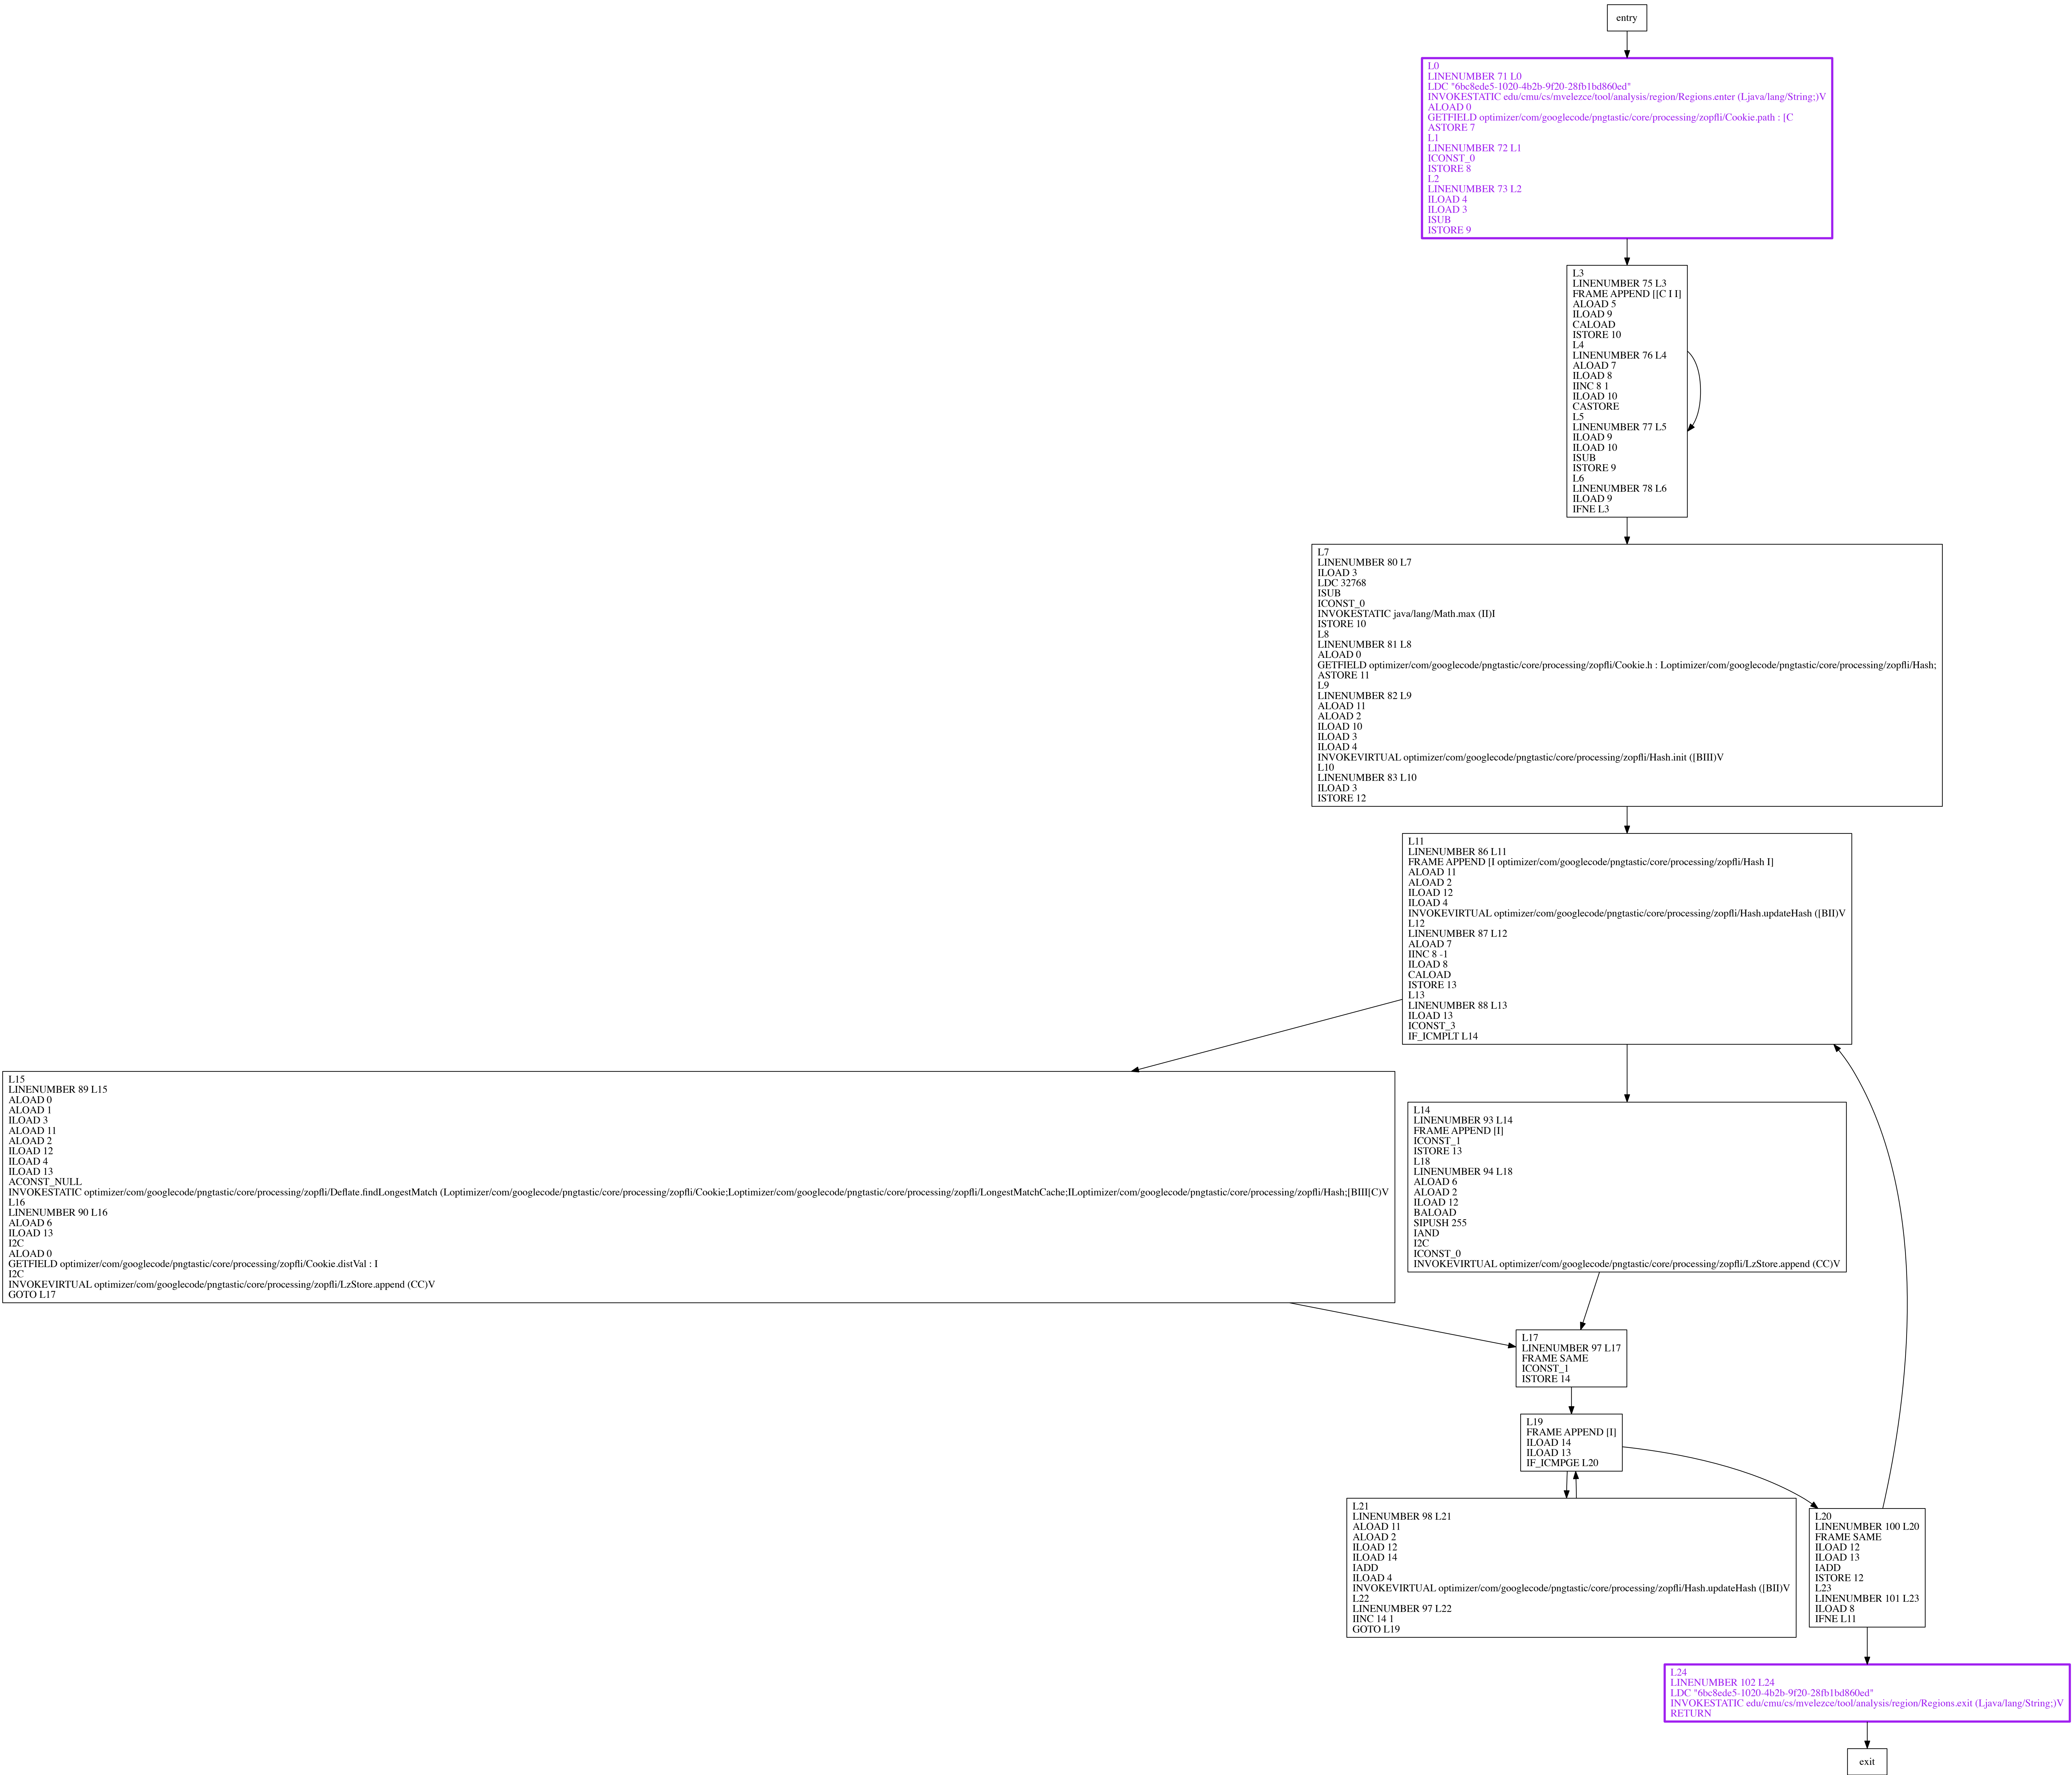 entry
L0
LINENUMBER 71 L0
LDC "6bc8ede5-1020-4b2b-9f20-28fb1bd860ed"
INVOKESTATIC edu/cmu/cs/mvelezce/tool/analysis/region/Regions.enter (Ljava/lang/String;)V
ALOAD 0
GETFIELD optimizer/com/googlecode/pngtastic/core/processing/zopfli/Cookie.path : [C
ASTORE 7
L1
LINENUMBER 72 L1
ICONST_0
ISTORE 8
L2
LINENUMBER 73 L2
ILOAD 4
ILOAD 3
ISUB
ISTORE 9
L3
LINENUMBER 75 L3
FRAME APPEND [[C I I]
ALOAD 5
ILOAD 9
CALOAD
ISTORE 10
L4
LINENUMBER 76 L4
ALOAD 7
ILOAD 8
IINC 8 1
ILOAD 10
CASTORE
L5
LINENUMBER 77 L5
ILOAD 9
ILOAD 10
ISUB
ISTORE 9
L6
LINENUMBER 78 L6
ILOAD 9
IFNE L3
L7
LINENUMBER 80 L7
ILOAD 3
LDC 32768
ISUB
ICONST_0
INVOKESTATIC java/lang/Math.max (II)I
ISTORE 10
L8
LINENUMBER 81 L8
ALOAD 0
GETFIELD optimizer/com/googlecode/pngtastic/core/processing/zopfli/Cookie.h : Loptimizer/com/googlecode/pngtastic/core/processing/zopfli/Hash;
ASTORE 11
L9
LINENUMBER 82 L9
ALOAD 11
ALOAD 2
ILOAD 10
ILOAD 3
ILOAD 4
INVOKEVIRTUAL optimizer/com/googlecode/pngtastic/core/processing/zopfli/Hash.init ([BIII)V
L10
LINENUMBER 83 L10
ILOAD 3
ISTORE 12
L11
LINENUMBER 86 L11
FRAME APPEND [I optimizer/com/googlecode/pngtastic/core/processing/zopfli/Hash I]
ALOAD 11
ALOAD 2
ILOAD 12
ILOAD 4
INVOKEVIRTUAL optimizer/com/googlecode/pngtastic/core/processing/zopfli/Hash.updateHash ([BII)V
L12
LINENUMBER 87 L12
ALOAD 7
IINC 8 -1
ILOAD 8
CALOAD
ISTORE 13
L13
LINENUMBER 88 L13
ILOAD 13
ICONST_3
IF_ICMPLT L14
L15
LINENUMBER 89 L15
ALOAD 0
ALOAD 1
ILOAD 3
ALOAD 11
ALOAD 2
ILOAD 12
ILOAD 4
ILOAD 13
ACONST_NULL
INVOKESTATIC optimizer/com/googlecode/pngtastic/core/processing/zopfli/Deflate.findLongestMatch (Loptimizer/com/googlecode/pngtastic/core/processing/zopfli/Cookie;Loptimizer/com/googlecode/pngtastic/core/processing/zopfli/LongestMatchCache;ILoptimizer/com/googlecode/pngtastic/core/processing/zopfli/Hash;[BIII[C)V
L16
LINENUMBER 90 L16
ALOAD 6
ILOAD 13
I2C
ALOAD 0
GETFIELD optimizer/com/googlecode/pngtastic/core/processing/zopfli/Cookie.distVal : I
I2C
INVOKEVIRTUAL optimizer/com/googlecode/pngtastic/core/processing/zopfli/LzStore.append (CC)V
GOTO L17
L14
LINENUMBER 93 L14
FRAME APPEND [I]
ICONST_1
ISTORE 13
L18
LINENUMBER 94 L18
ALOAD 6
ALOAD 2
ILOAD 12
BALOAD
SIPUSH 255
IAND
I2C
ICONST_0
INVOKEVIRTUAL optimizer/com/googlecode/pngtastic/core/processing/zopfli/LzStore.append (CC)V
L17
LINENUMBER 97 L17
FRAME SAME
ICONST_1
ISTORE 14
L19
FRAME APPEND [I]
ILOAD 14
ILOAD 13
IF_ICMPGE L20
L21
LINENUMBER 98 L21
ALOAD 11
ALOAD 2
ILOAD 12
ILOAD 14
IADD
ILOAD 4
INVOKEVIRTUAL optimizer/com/googlecode/pngtastic/core/processing/zopfli/Hash.updateHash ([BII)V
L22
LINENUMBER 97 L22
IINC 14 1
GOTO L19
L20
LINENUMBER 100 L20
FRAME SAME
ILOAD 12
ILOAD 13
IADD
ISTORE 12
L23
LINENUMBER 101 L23
ILOAD 8
IFNE L11
L24
LINENUMBER 102 L24
LDC "6bc8ede5-1020-4b2b-9f20-28fb1bd860ed"
INVOKESTATIC edu/cmu/cs/mvelezce/tool/analysis/region/Regions.exit (Ljava/lang/String;)V
RETURN
exit